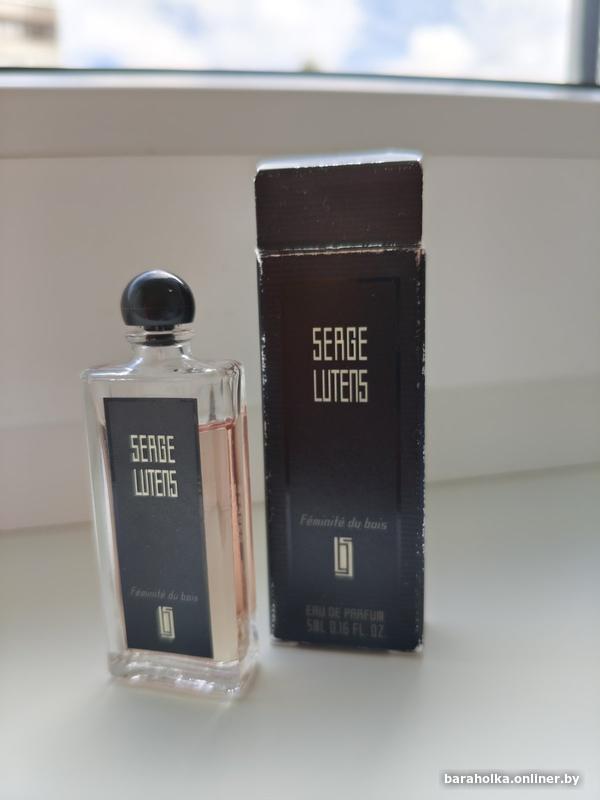 SERGE
LUTENS
Féminité du bois
SERGE
LUTENS
Féminité du bois
EAU DE PARFUM
5ML 0.16 FL. OZ.
baraholka.onliner.by